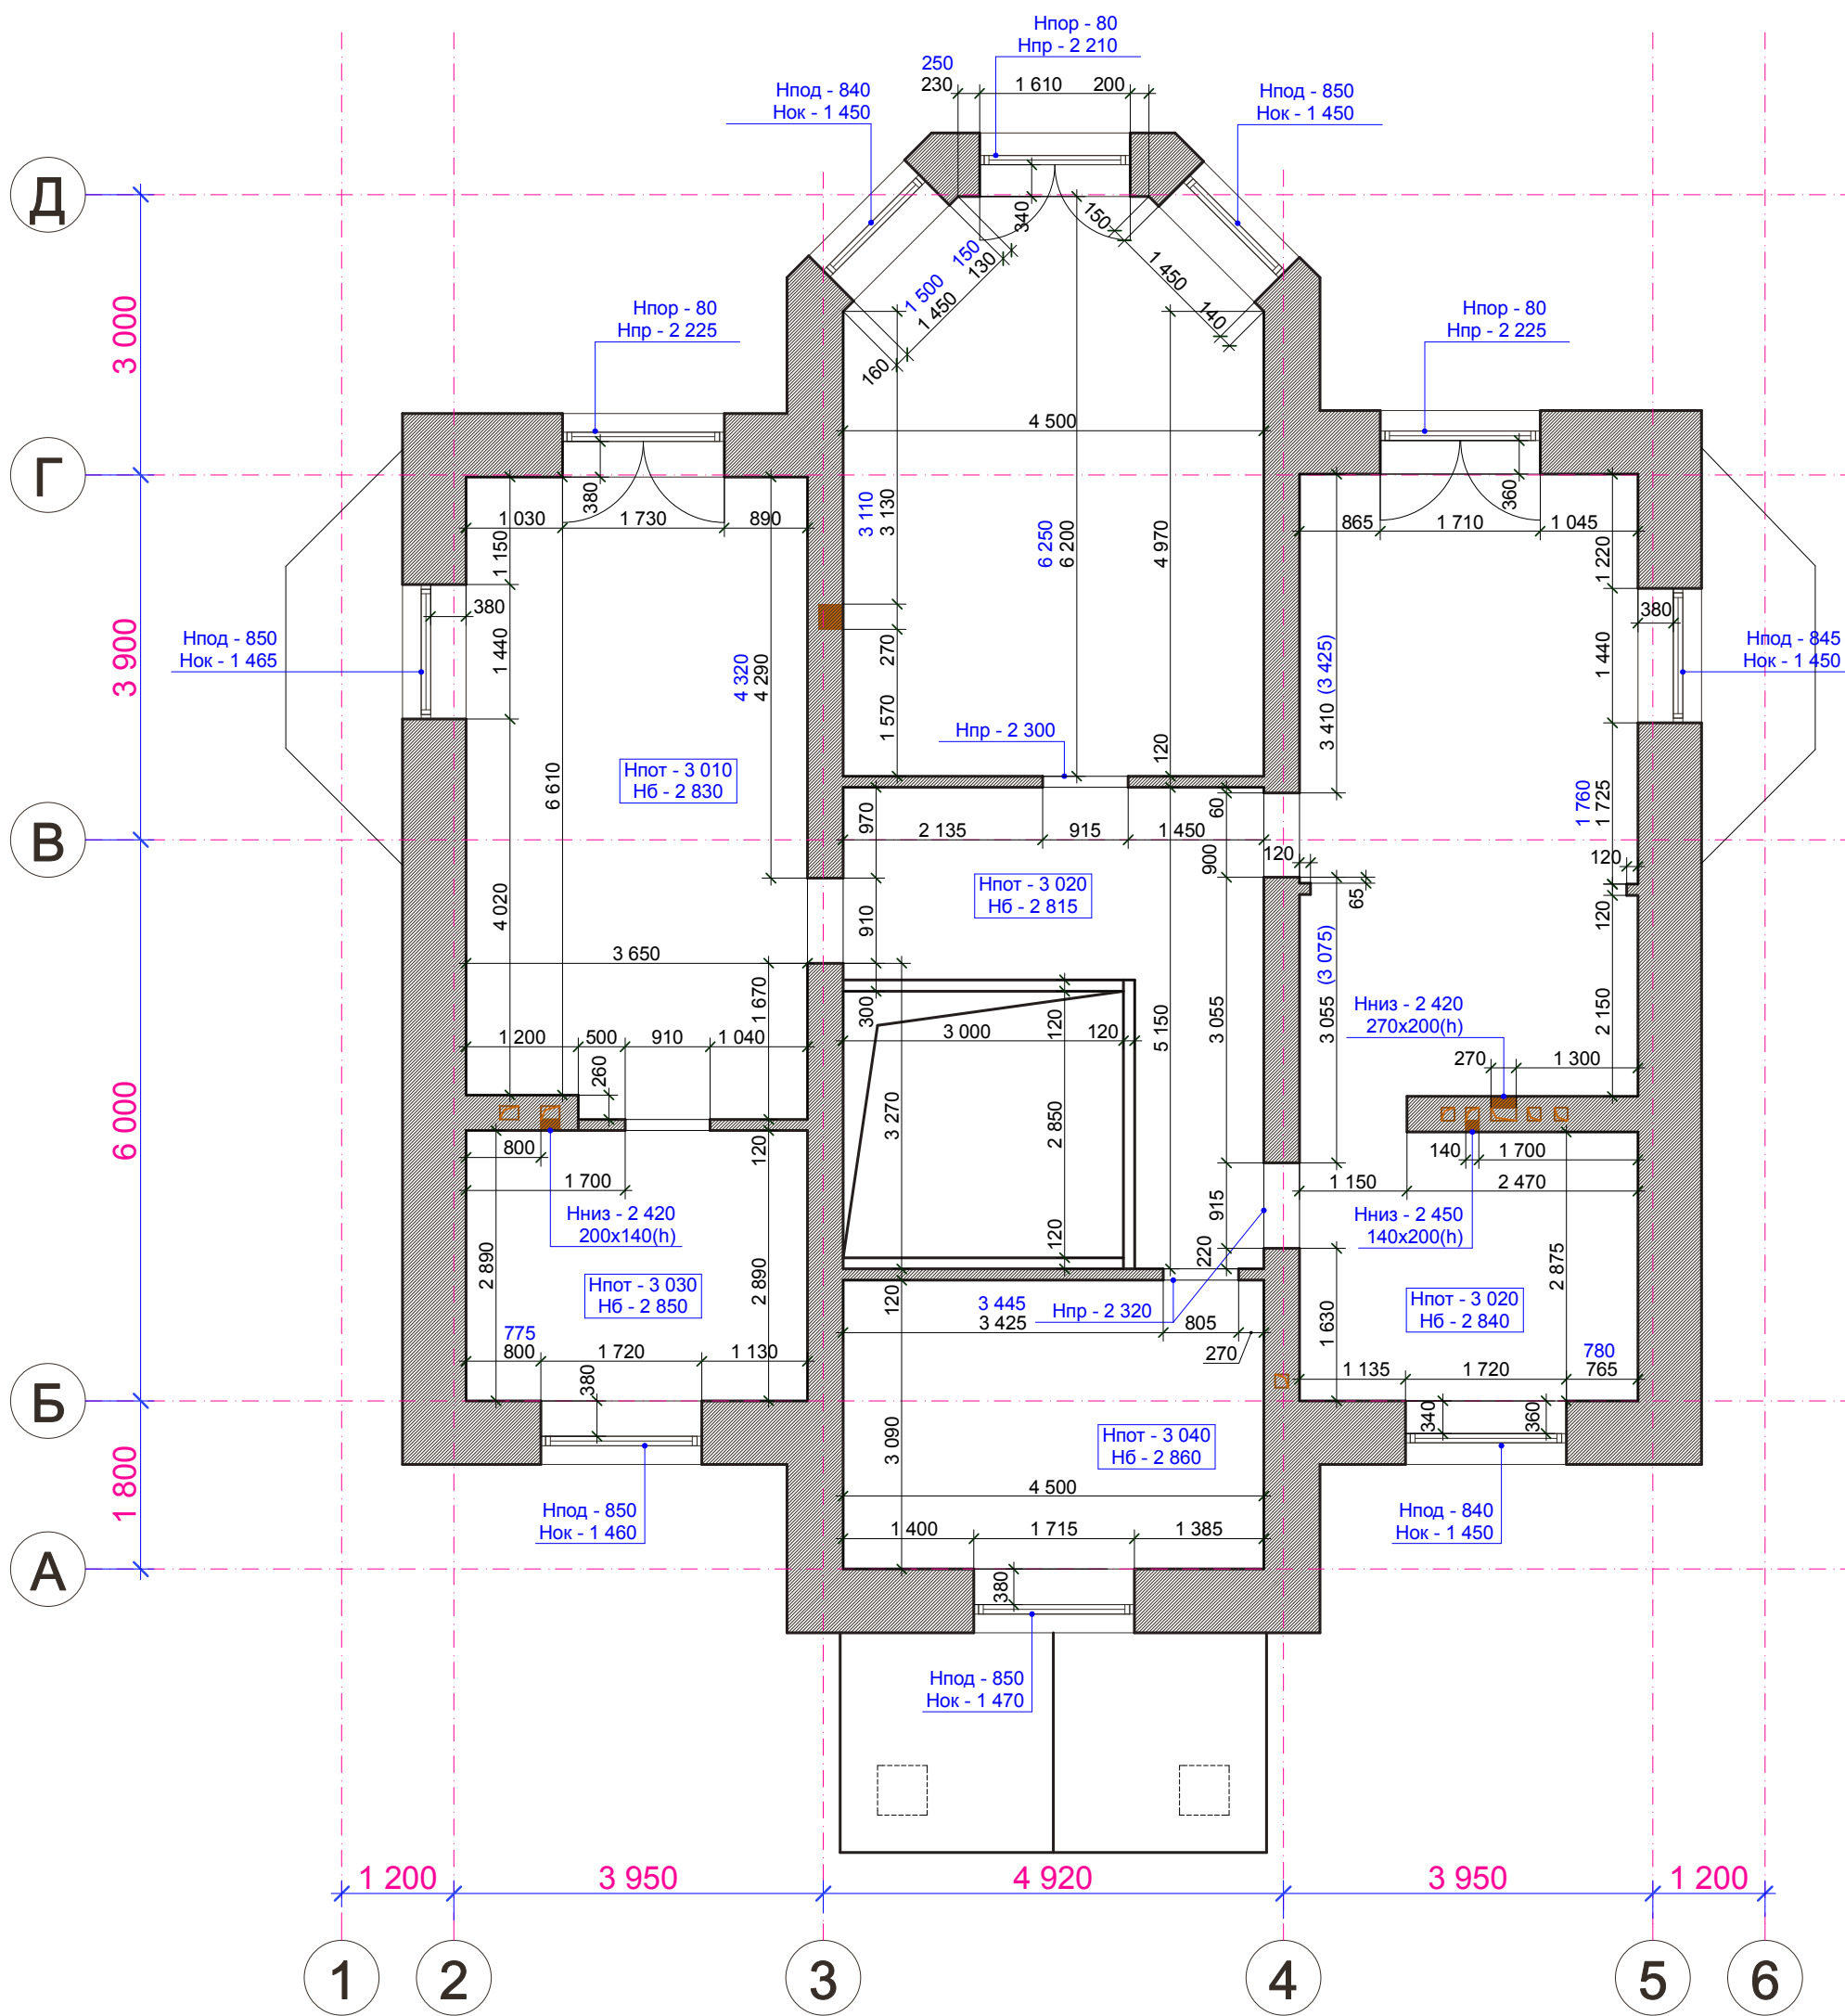 Нпор - 80
Нпр - 2 210
250
230
1 610
200
Нпод - 840
Нок - 1 450
Нпод - 850
Нок - 1 450
Д
340
150
1 450
140
150
130
1 500
1 450
160
3 000
Нпор - 80
Нпр - 2 225
Нпор - 80
Нпр - 2 225
4 500
Г
380
360
1 030
1 730
890
3 110
3 130
6 250
6 200
4 970
865
1 710
1 045
1 150
1 220
380
380
3 900
Нпод - 850
Нок - 1 465
1 440
4 320
4 290
270
3 410 (3 425)
1 440
Нпод - 845
Нок - 1 450
1 570
Нпр - 2 300
120
Нпот - 3 010
Нб - 2 830
6 610
1 760
1 725
970
60
В
2 135
915
1 450
900
120
120
Нпот - 3 020
Нб - 2 815
65
4 020
910
120
3 650
3 055 (3 075)
1 670
300
3 000
120
120
5 150
3 055
2 150
Нниз - 2 420
270х200(h)
1 200
500
910
1 040
270
1 300
260
6 000
3 270
2 850
800
120
140
1 700
1 700
1 150
2 470
Нниз - 2 420
200х140(h)
915
Нниз - 2 450
140х200(h)
2 890
2 890
120
220
2 875
Нпот - 3 030
Нб - 2 850
120
3 445
3 425
Нпр - 2 320
805
270
1 630
Нпот - 3 020
Нб - 2 840
775
800
1 720
1 130
1 135
1 720
780
765
380
Б
340
360
3 090
Нпот - 3 040
Нб - 2 860
1 800
4 500
Нпод - 850
Нок - 1 460
1 400
1 715
1 385
Нпод - 840
Нок - 1 450
А
380
Нпод - 850
Нок - 1 470
1 200
3 950
4 920
3 950
1 200
1
2
3
4
5
6